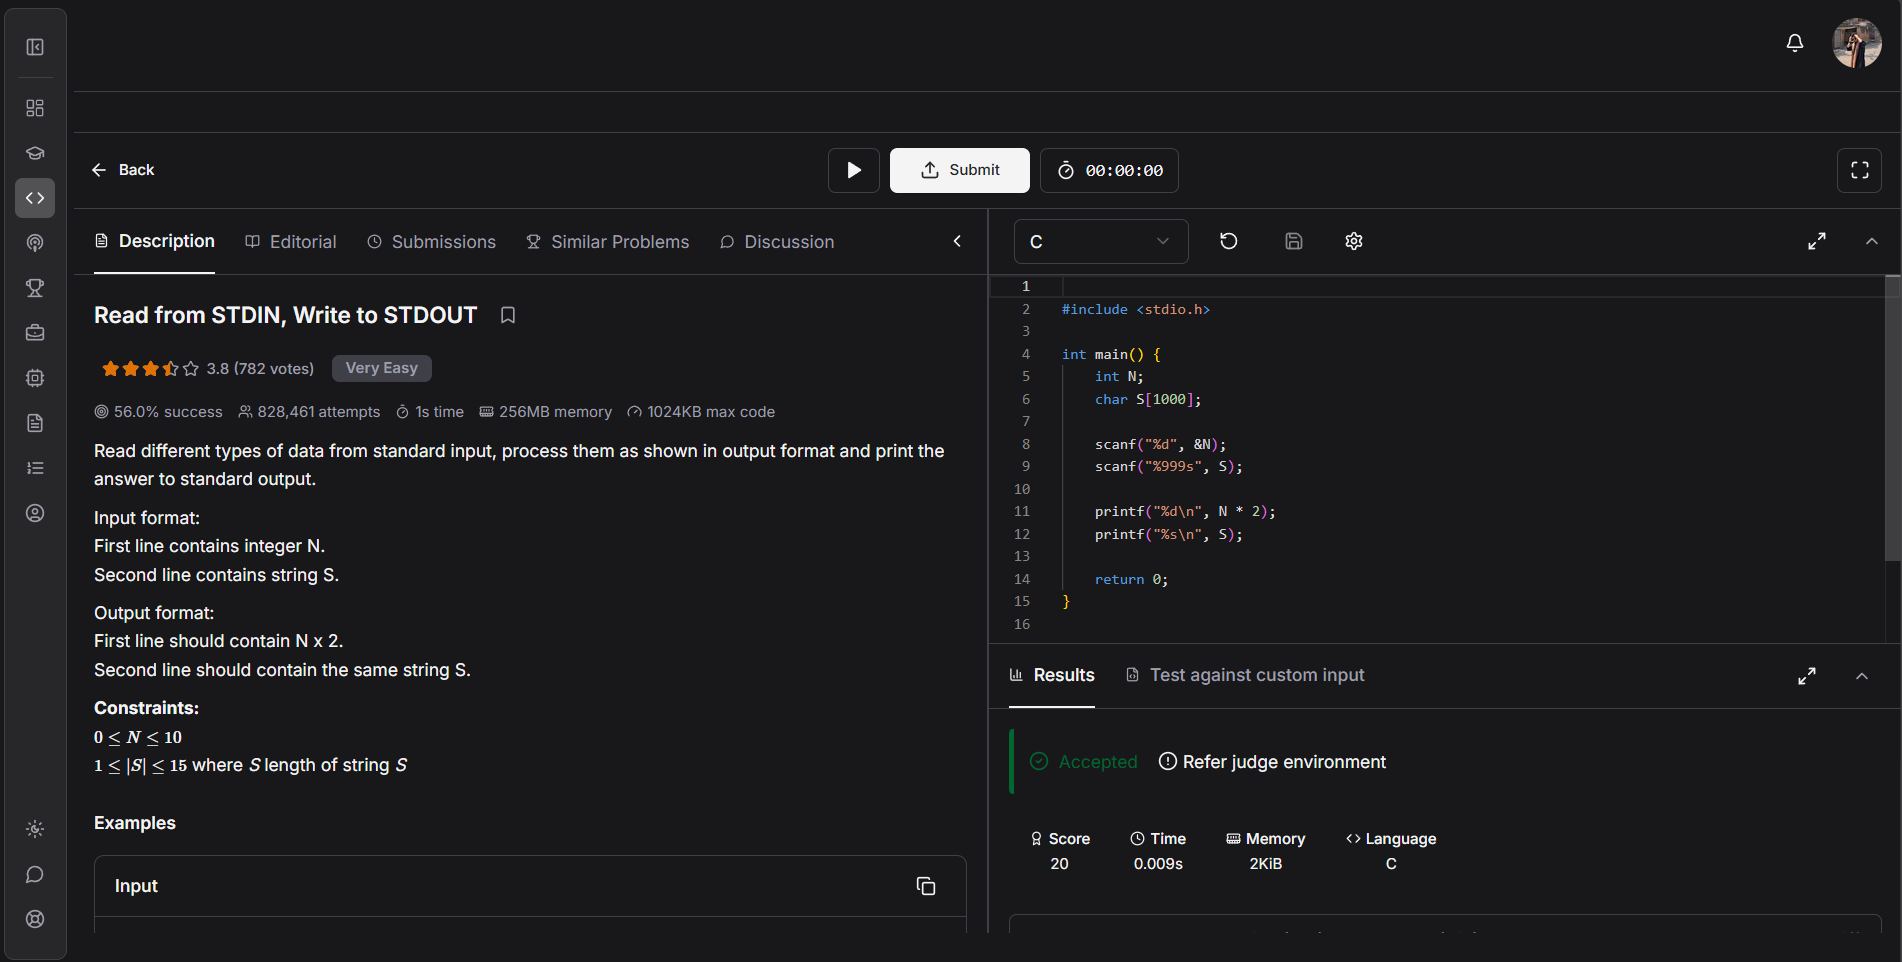 Back
Submit
00:00:00
Description
Editorial
Submissions
Similar Problems
Discussion
Read from STDIN, Write to STDOUT
3.8 (782 votes)
Very Easy
56.0% success
828,461 attempts
1s time
256MB memory
1024KB max code
Read different types of data from standard input, process them as shown in output format and print the
answer to standard output.
Input format:
First line contains integer N.
Second line contains string S.
Output format:
First line should contain N x 2.
Second line should contain the same string S.
Constraints:
0 ≤ N ≤ 10
1 ≤ |S| ≤ 15 where S length of string S
Examples
Input
C
1
2 #include <stdio.h>
3
4 int main() {
5     int N;
6     char S[1000];
7
8     scanf("%d", &N);
9     scanf("%999s", S);
10
11     printf("%d\n", N * 2);
12     printf("%s\n", S);
13
14     return 0;
15 }
16
Results
Test against custom input
Accepted
Refer judge environment
Score
Time
Memory
Language
20
0.009s
2KiB
C